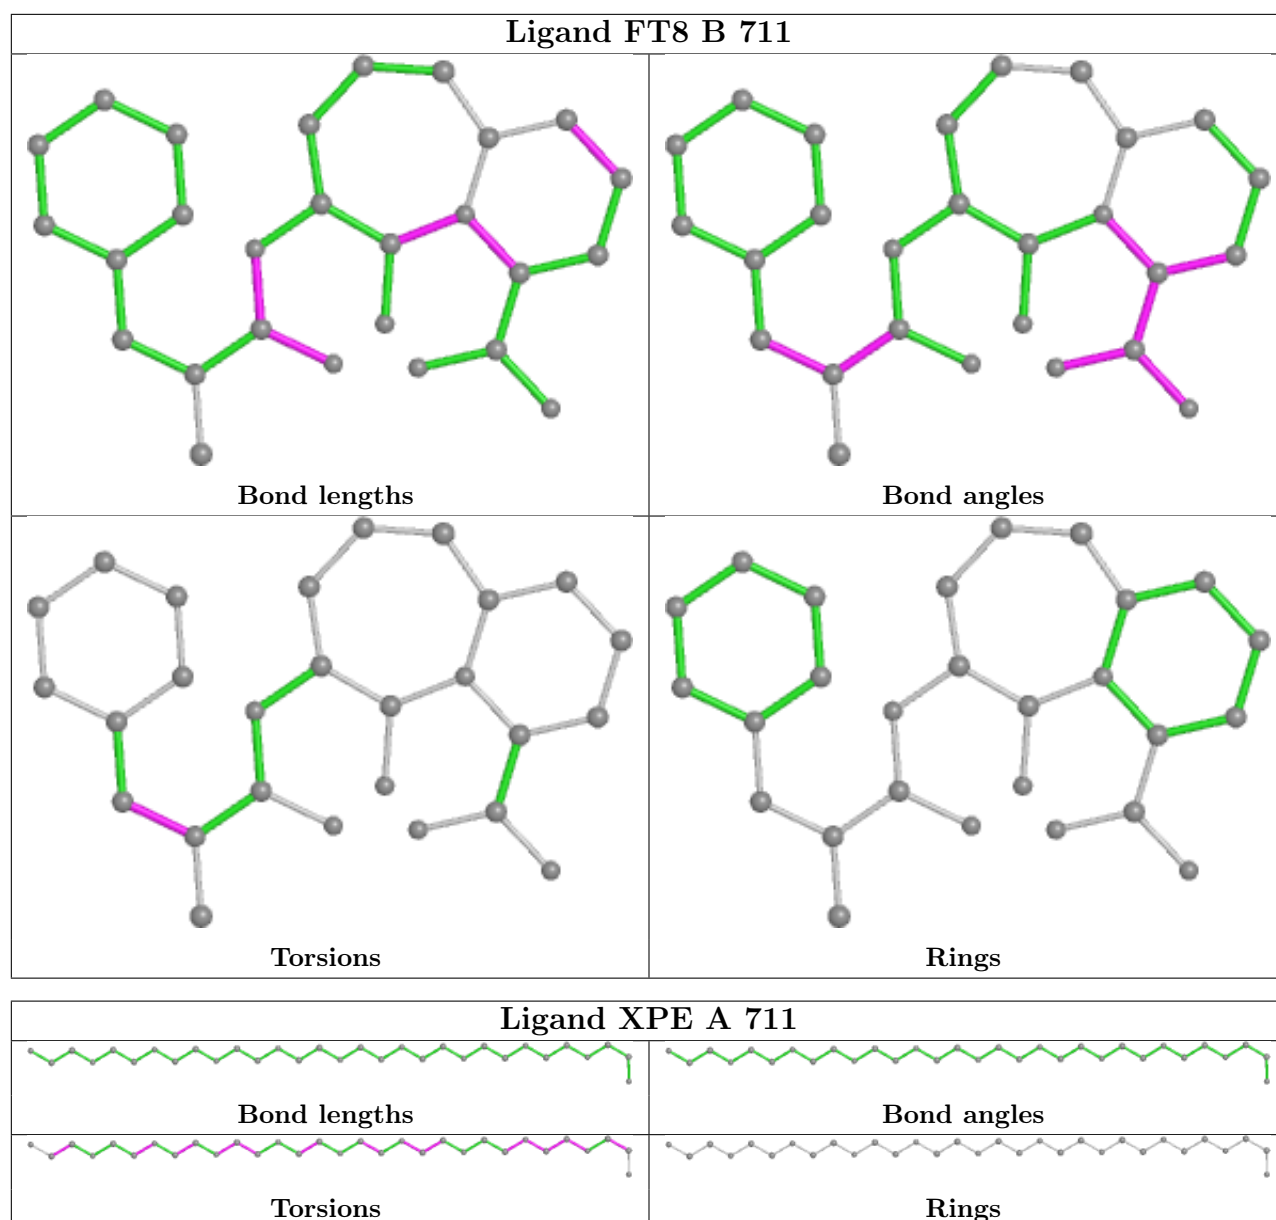 Ligand FT8 B 711
Bond lengths
Bond angles
Torsions
Rings
Ligand XPE A 711
Bond lengths
Bond angles
Torsions
Rings